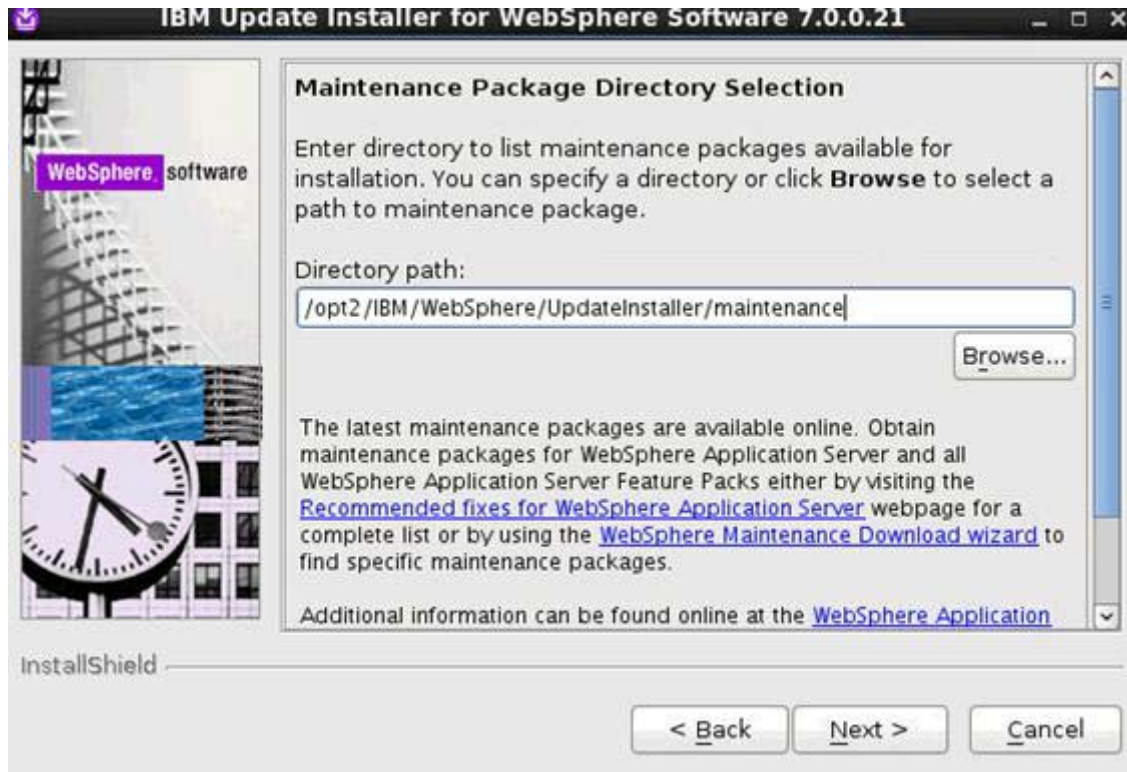 IBM Update Installer for WebSphere Software 7.0.0.21
WebSphere software
Maintenance Package Directory Selection
Enter directory to list maintenance packages available for
installation. You can specify a directory or click Browse to select a
path to maintenance package.
Directory path:
/opt2/IBM/WebSphere/UpdateInstaller/maintenance
Browse...
The latest maintenance packages are available online. Obtain
maintenance packages for WebSphere Application Server and all
WebSphere Application Server Feature Packs either by visiting the
Recommended fixes for WebSphere Application Server webpage for a
complete list or by using the WebSphere Maintenance Download wizard to
find specific maintenance packages.
Additional information can be found online at the WebSphere Application
InstallShield
< Back
Next >
Cancel